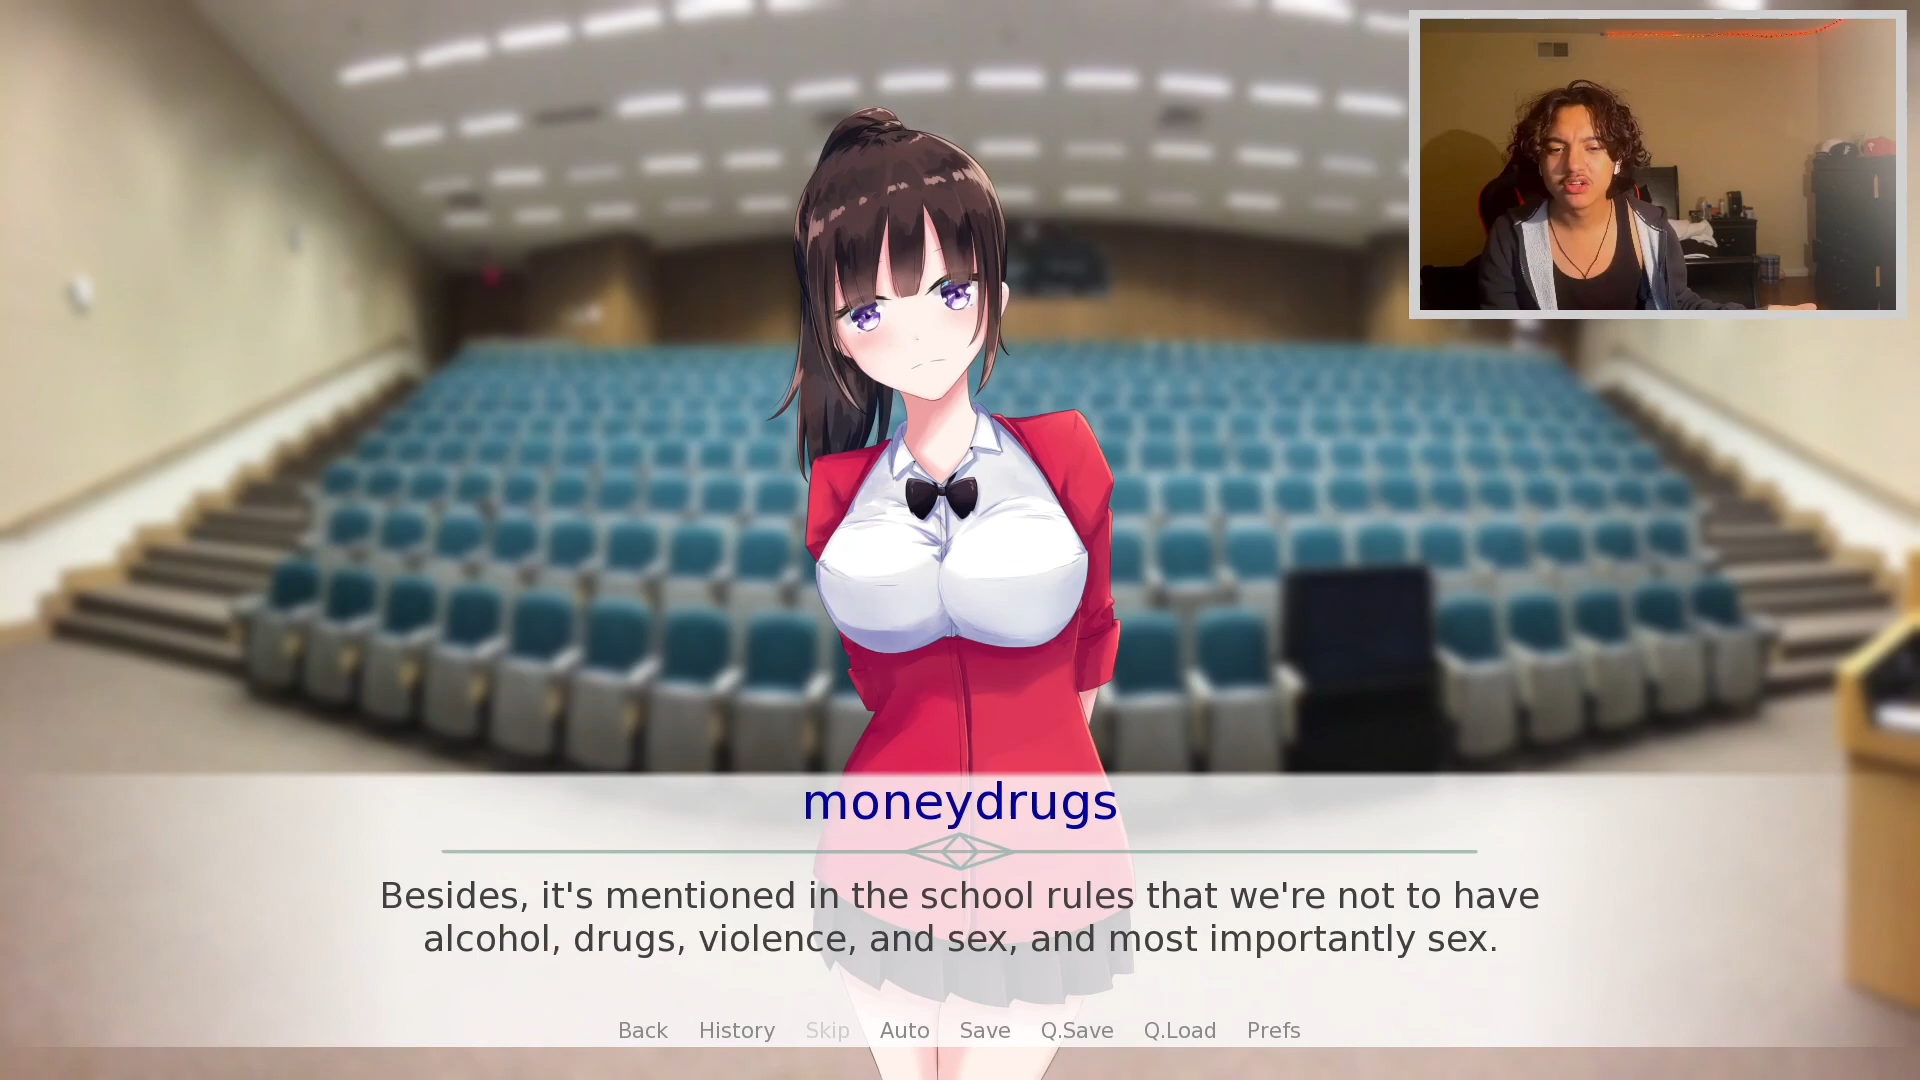 moneydrugs
Besides, it's mentioned in the school rules that we're not to have
alcohol, drugs, violence, and sex, and most importantly sex.
Back History Skip Auto Save Q.Save Q.Load Prefs